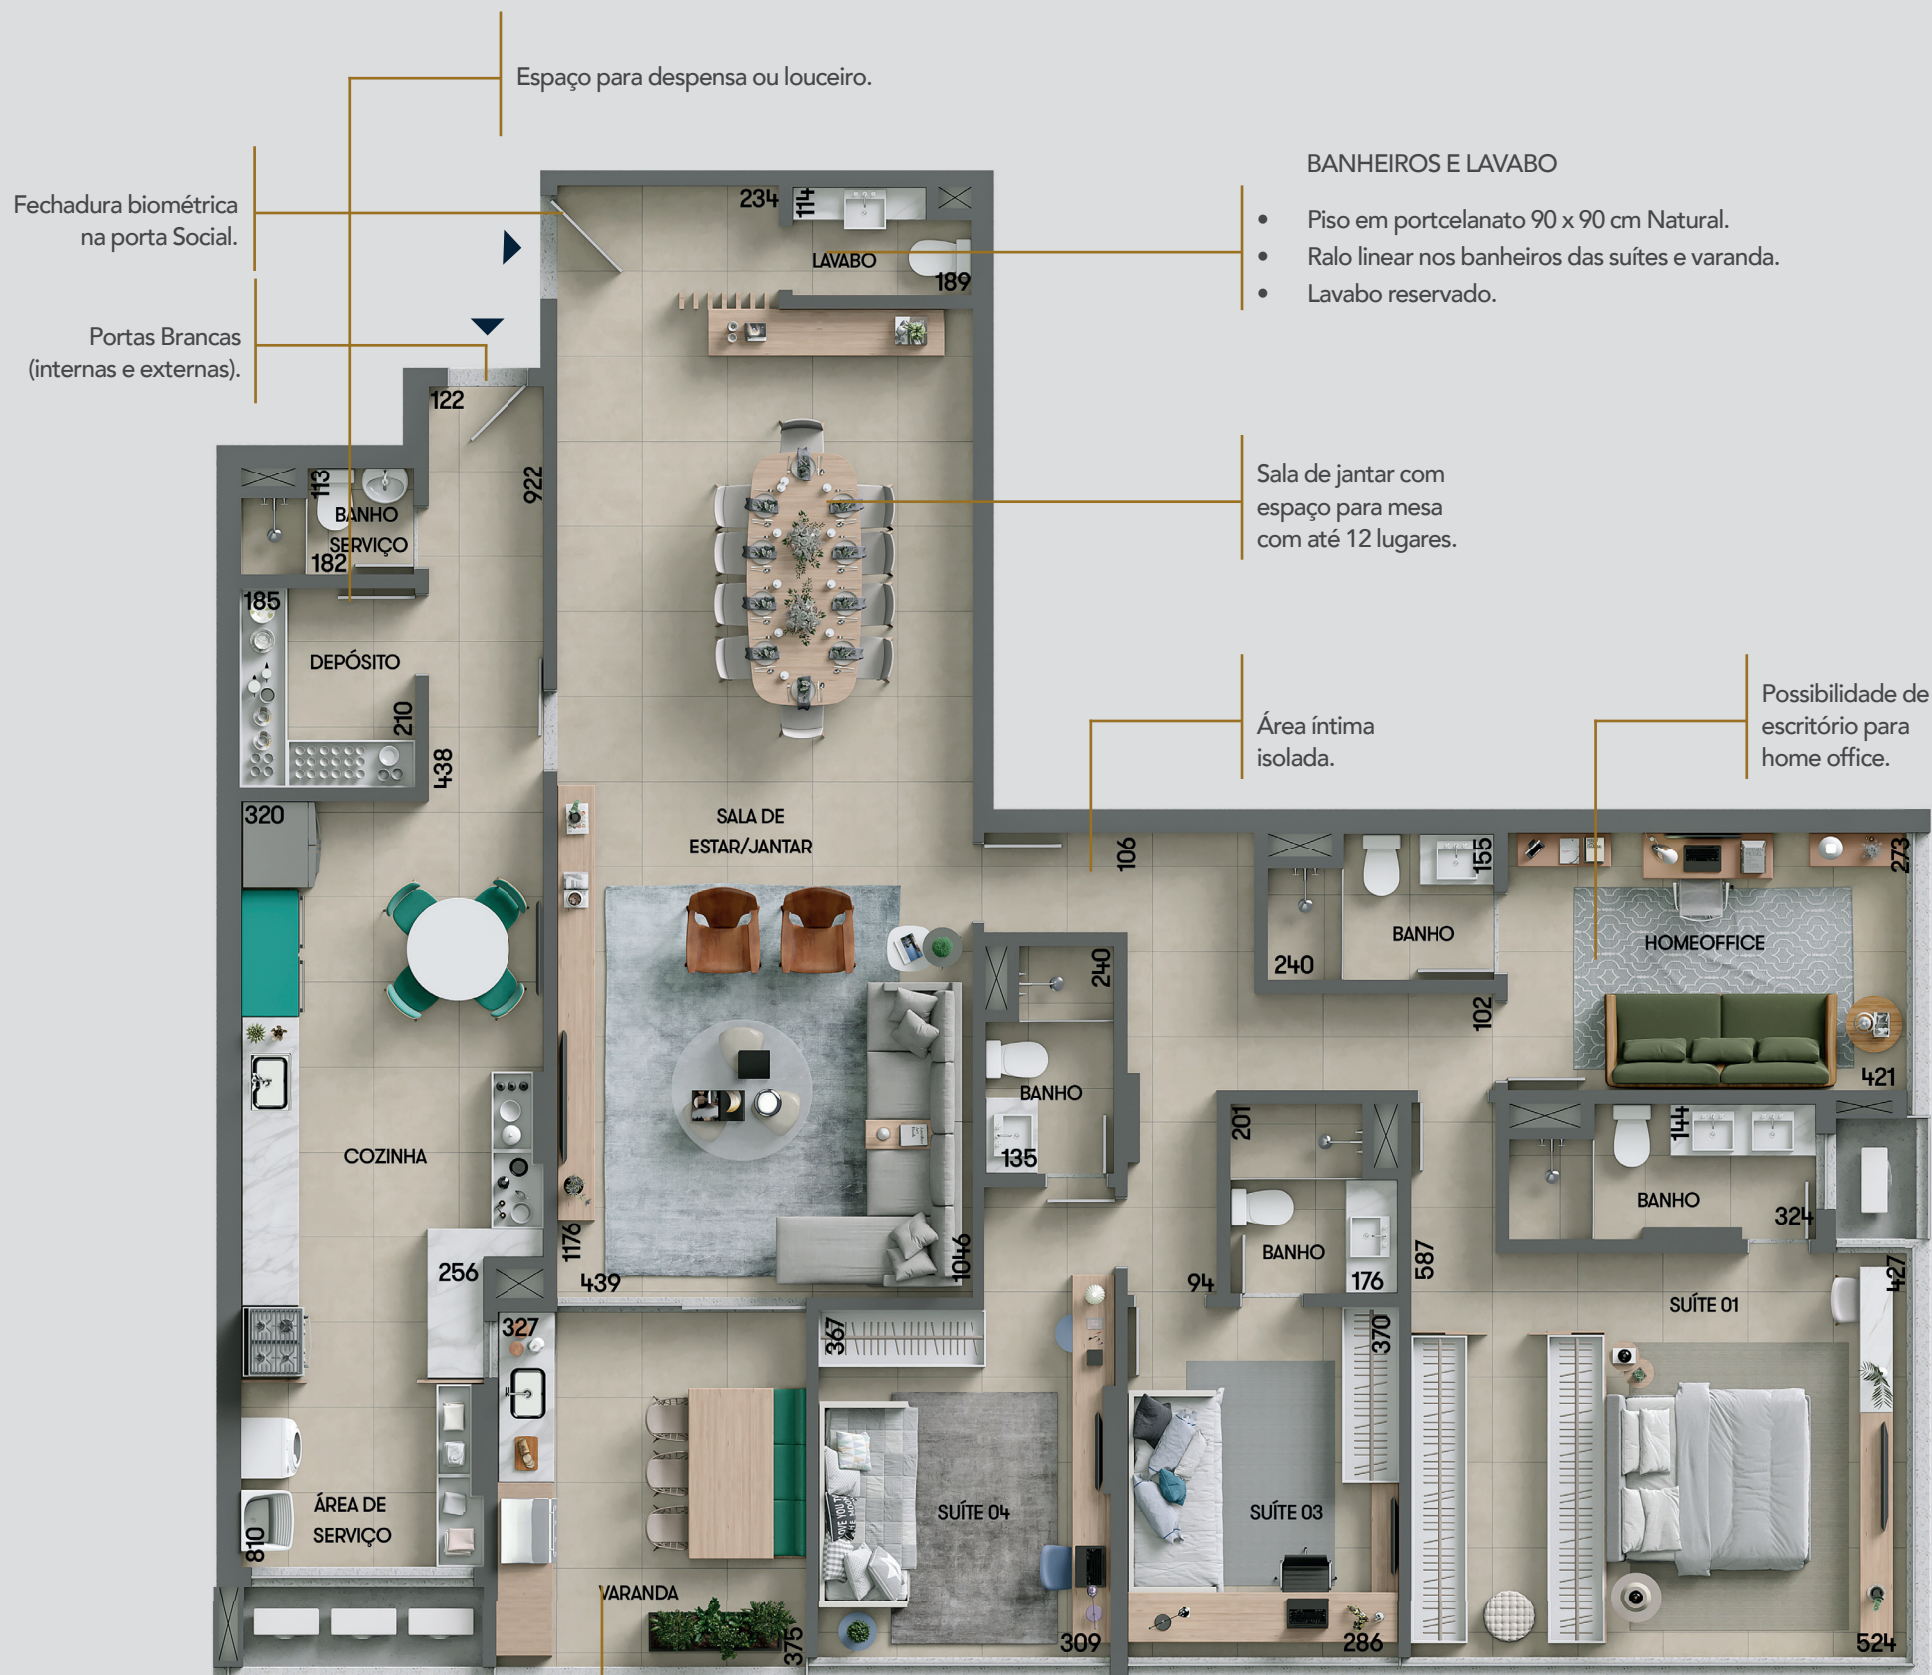 Espaço para despensa ou louceiro.
Fechadura biométrica
na porta Social.
Portas Brancas
(internas e externas).
BANHEIROS E LAVABO
• Piso em portcelanato 90 x 90 cm Natural.
• Ralo linear nos banheiros das suítes e varanda.
• Lavabo reservado.
Sala de jantar com
espaço para mesa
com até 12 lugares.
Área íntima
isolada.
Possibilidade de
escritório para
home office.
234
114
LAVABO
189
122
922
113
BANHO
SERVIÇO
182
185
DEPÓSITO
210
438
320
SALA DE
ESTAR/JANTAR
106
155
273
BANHO
240
HOMEOFFICE
240
102
421
BANHO
135
201
144
COZINHA
BANHO
324
1176
1046
256
439
BANHO
94
176
587
427
SUÍTE 01
327
367
370
ÁREA DE
SERVIÇO
810
SUÍTE 04
SUÍTE 03
VARANDA
375
309
286
524